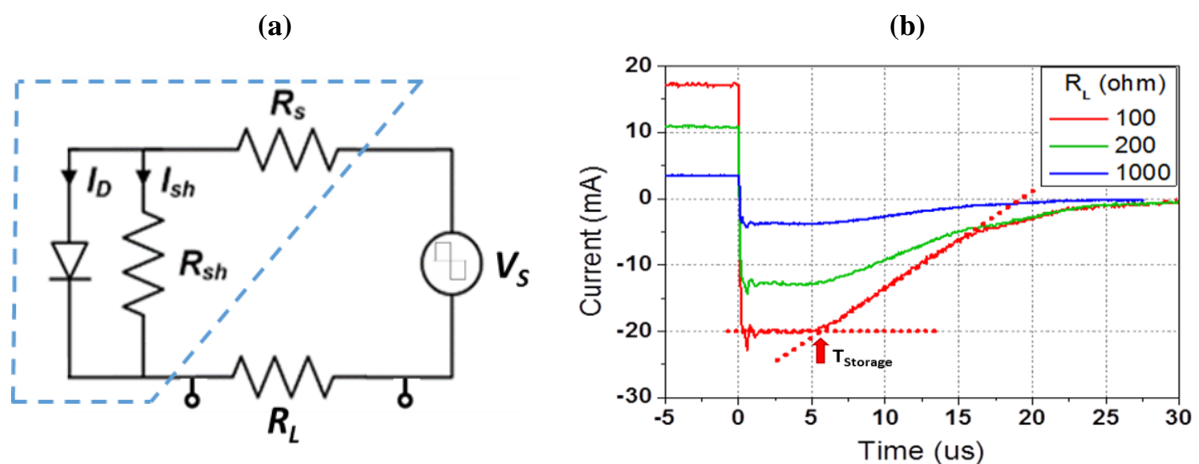 (a)
R_s
I_D
I_sh
R_sh
V_S
R_L
(b)
20
10
0
-10
-20
-30
Current (mA)
R_L (ohm)
100
200
1000
T_Storage
-5
0
5
10
15
20
25
30
Time (us)